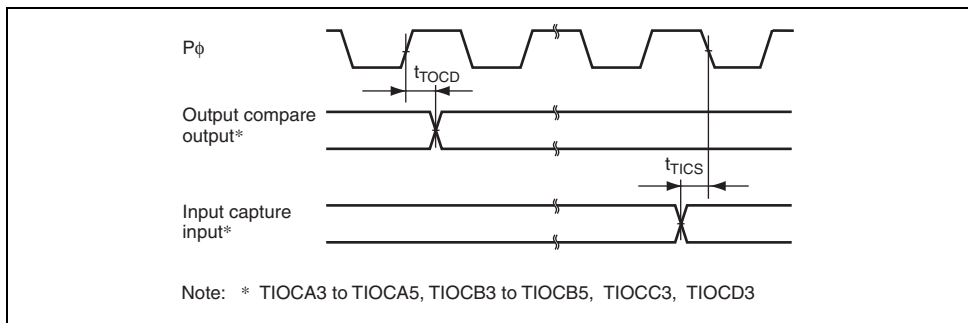 Pϕ
tTOCD
Output compare
output*
tTICS
Input capture
input*
Note: * TIOCA3 to TIOCA5, TIOCB3 to TIOCB5, TIOCC3, TIOCD3